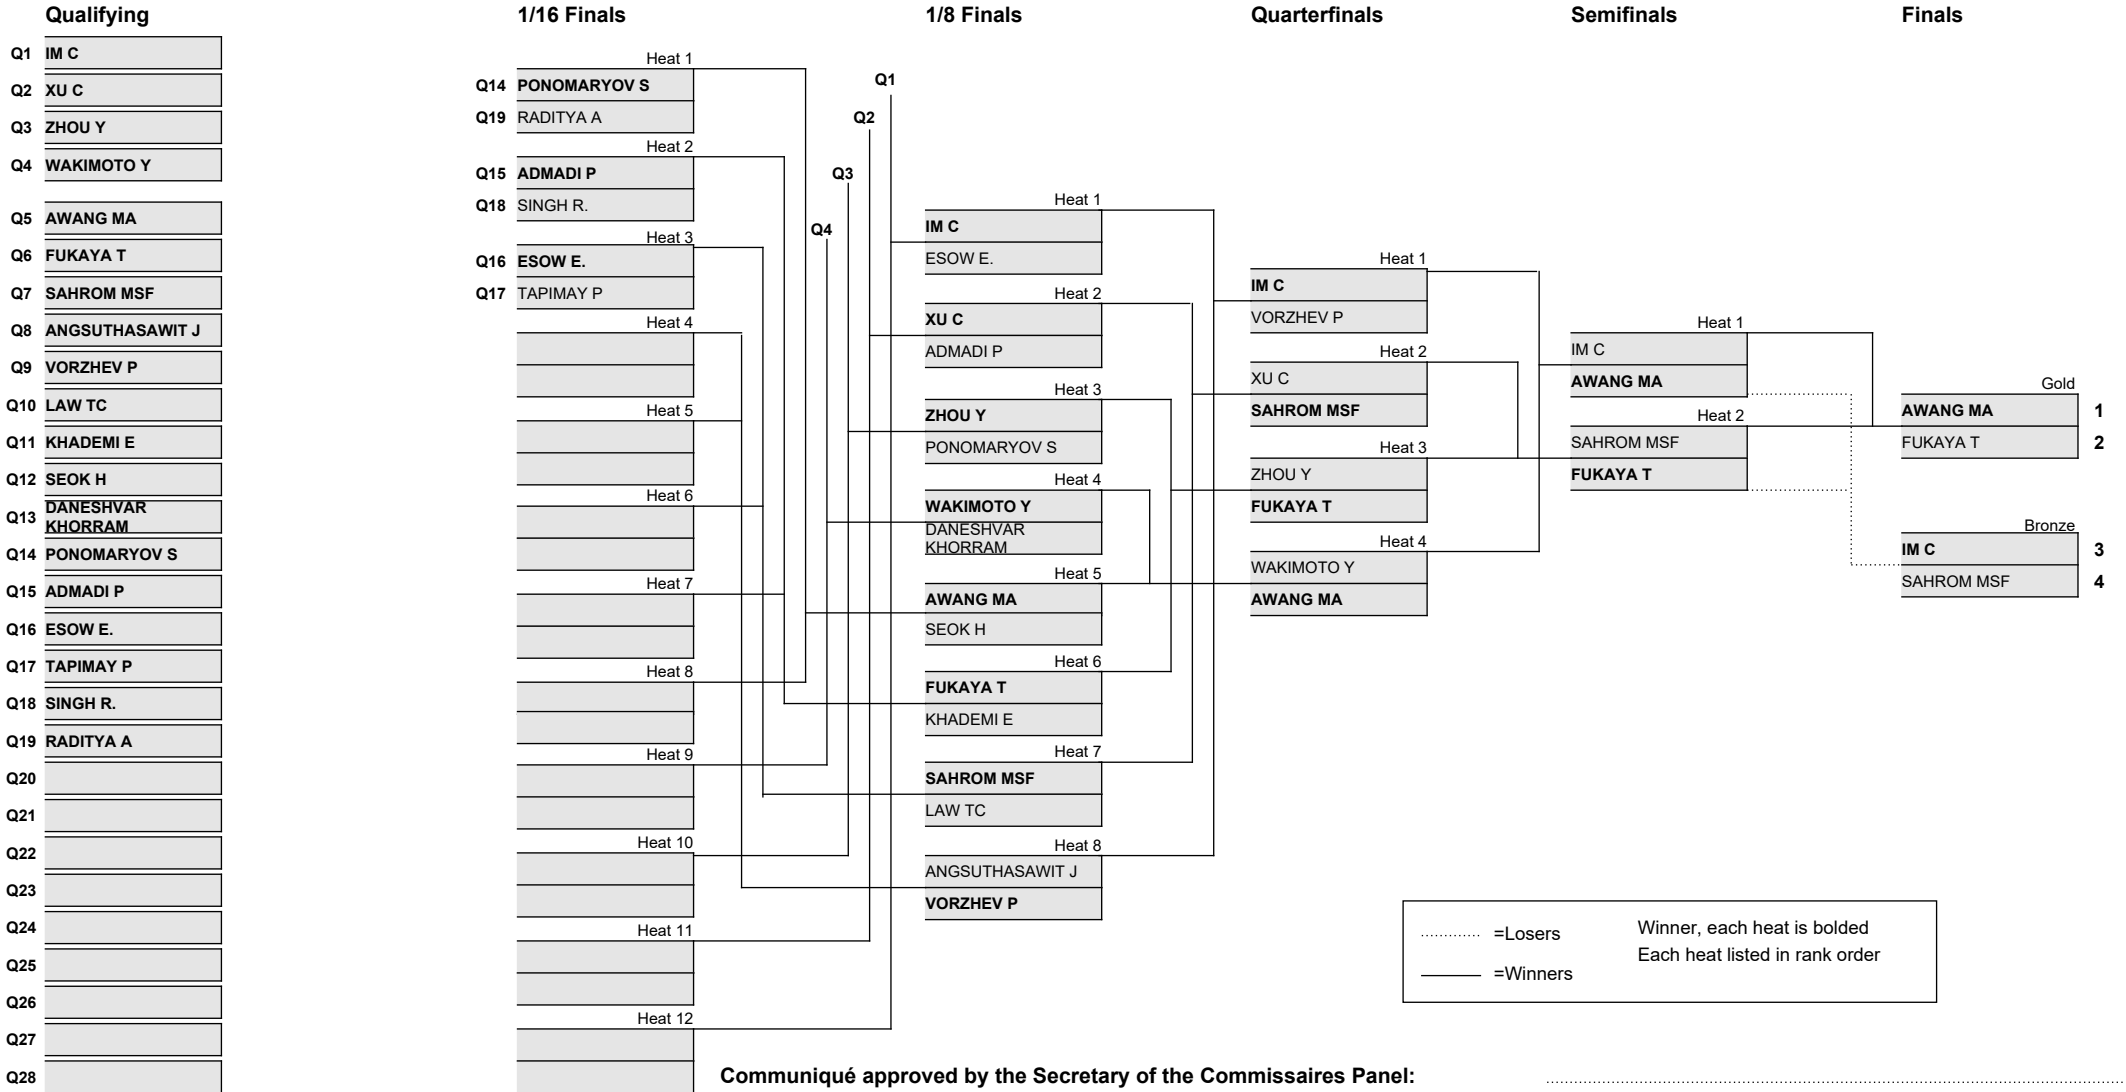 Qualifying
1/16 Finals
1/8 Finals
Quarterfinals
Semifinals
Finals
Q1 IM C
Q2 XU C
Q3 ZHOU Y
Q4 WAKIMOTO Y
Q5 AWANG MA
Q6 FUKAYA T
Q7 SAHROM MSF
Q8 ANGSUTHASAWIT J
Q9 VORZHEV P
Q10 LAW TC
Q11 KHADEMI E
Q12 SEOK H
Q13 DANESHVAR
KHORRAM
Q14 PONOMARYOV S
Q15 ADMADI P
Q16 ESOW E.
Q17 TAPIMAY P
Q18 SINGH R.
Q19 RADITYA A
Q20
Q21
Q22
Q23
Q24
Q25
Q26
Q27
Q28
Heat 1
Q14 PONOMARYOV S
Q19 RADITYA A
Heat 2
Q15 ADMADI P
Q18 SINGH R.
Heat 3
Q16 ESOW E.
Q17 TAPIMAY P
Heat 4
Heat 5
Heat 6
Heat 7
Heat 8
Heat 9
Heat 10
Heat 11
Heat 12
Q1
Q2
Q3
Q4
Heat 1
IM C
ESOW E.
Heat 2
XU C
ADMADI P
Heat 3
ZHOU Y
PONOMARYOV S
Heat 4
WAKIMOTO Y
DANESHVAR
KHORRAM
Heat 5
AWANG MA
SEOK H
Heat 6
FUKAYA T
KHADEMI E
Heat 7
SAHROM MSF
LAW TC
Heat 8
ANGSUTHASAWIT J
VORZHEV P
Heat 1
IM C
VORZHEV P
Heat 2
XU C
SAHROM MSF
Heat 3
ZHOU Y
FUKAYA T
Heat 4
WAKIMOTO Y
AWANG MA
Heat 1
IM C
AWANG MA
Heat 2
SAHROM MSF
FUKAYA T
Gold
AWANG MA 1
FUKAYA T 2
Bronze
IM C 3
SAHROM MSF 4
=Losers
=Winners
Winner, each heat is bolded
Each heat listed in rank order
Communiqué approved by the Secretary of the Commissaires Panel: